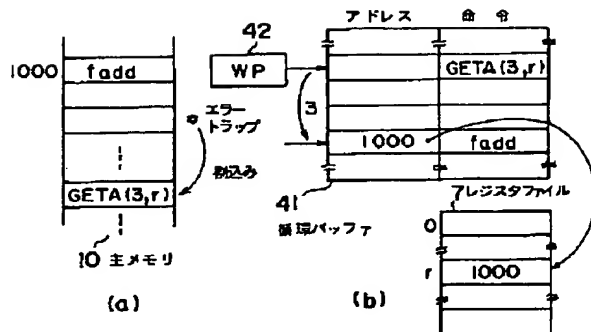 1000
fadd
エラー
トラップ
割込み
GETA(3,r)
10 主メモリ
(a)
42
WP
アドレス 命令
GETA(3,r)
3
1000 fadd
41
循環バッファ
7レジスタファイル
0
r 1000
(b)